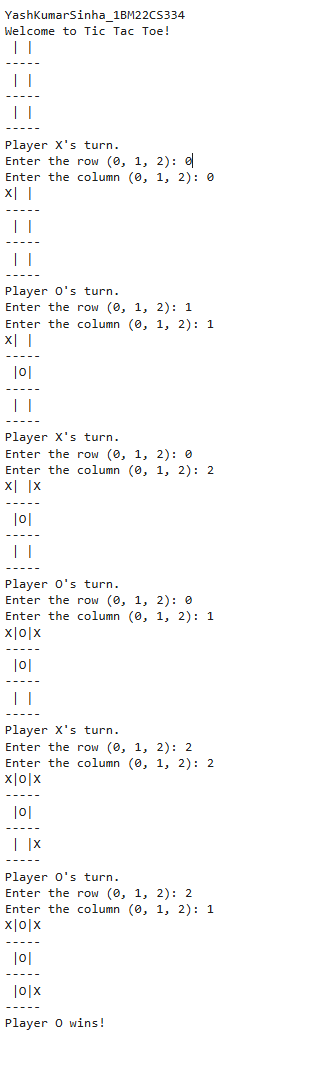 YashKumarSinha_1BM22CS334
Welcome to Tic Tac Toe!
 | | 
-----
 | | 
-----
 | | 
-----
Player X's turn.
Enter the row (0, 1, 2): 0
Enter the column (0, 1, 2): 0
X| | 
-----
 | | 
-----
 | | 
-----
Player O's turn.
Enter the row (0, 1, 2): 1
Enter the column (0, 1, 2): 1
X| | 
-----
 |O| 
-----
 | | 
-----
Player X's turn.
Enter the row (0, 1, 2): 0
Enter the column (0, 1, 2): 2
X| |X
-----
 |O| 
-----
 | | 
-----
Player O's turn.
Enter the row (0, 1, 2): 0
Enter the column (0, 1, 2): 1
X|O|X
-----
 |O| 
-----
 | | 
-----
Player X's turn.
Enter the row (0, 1, 2): 2
Enter the column (0, 1, 2): 2
X|O|X
-----
 |O| 
-----
 | |X
-----
Player O's turn.
Enter the row (0, 1, 2): 2
Enter the column (0, 1, 2): 1
X|O|X
-----
 |O| 
-----
 |O|X
-----
Player O wins!